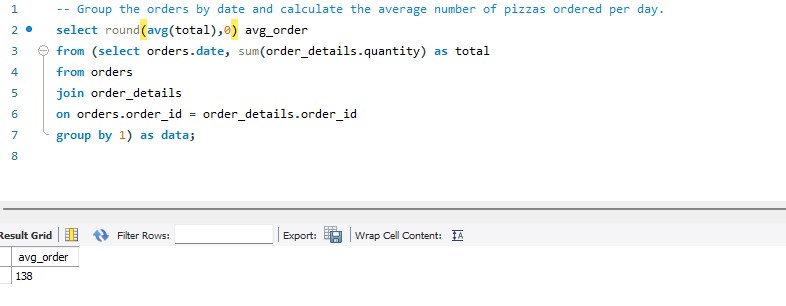 1 -- Group the orders by date and calculate the average number of pizzas ordered per day.
2 select round(avg(total),0) avg_order
3 from (select orders.date, sum(order_details.quantity) as total
4 from orders
5 join order_details
6 on orders.order_id = order_details.order_id
7 group by 1) as data;
8
Result Grid Filter Rows: Export: Wrap Cell Content: IA
avg_order
138